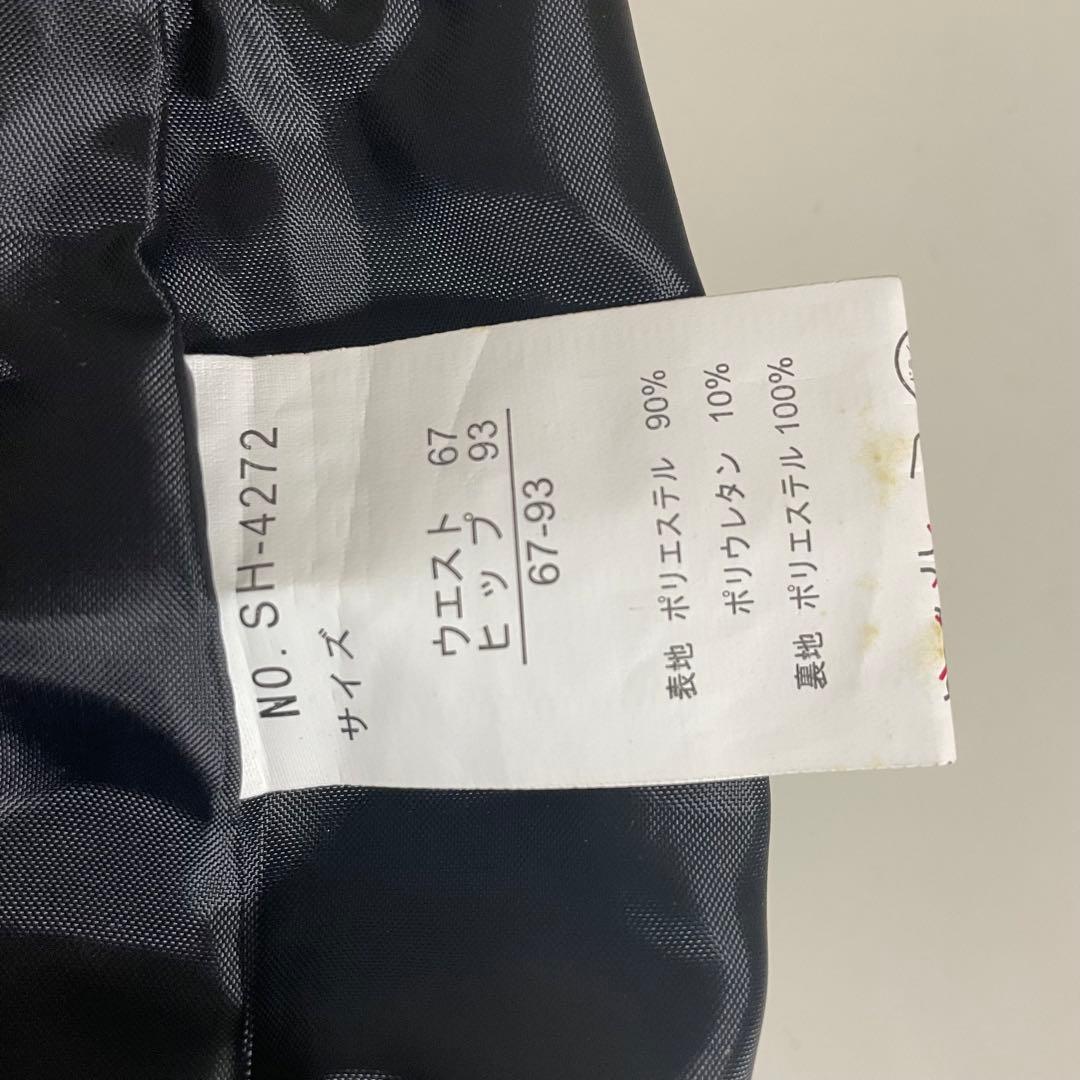 NO. SH-4272
サイズ
ウエスト 67
ヒップ 93
67-93
表地 ポリエステル 90%
ポリウレタン 10%
裏地 ポリエステル 100%